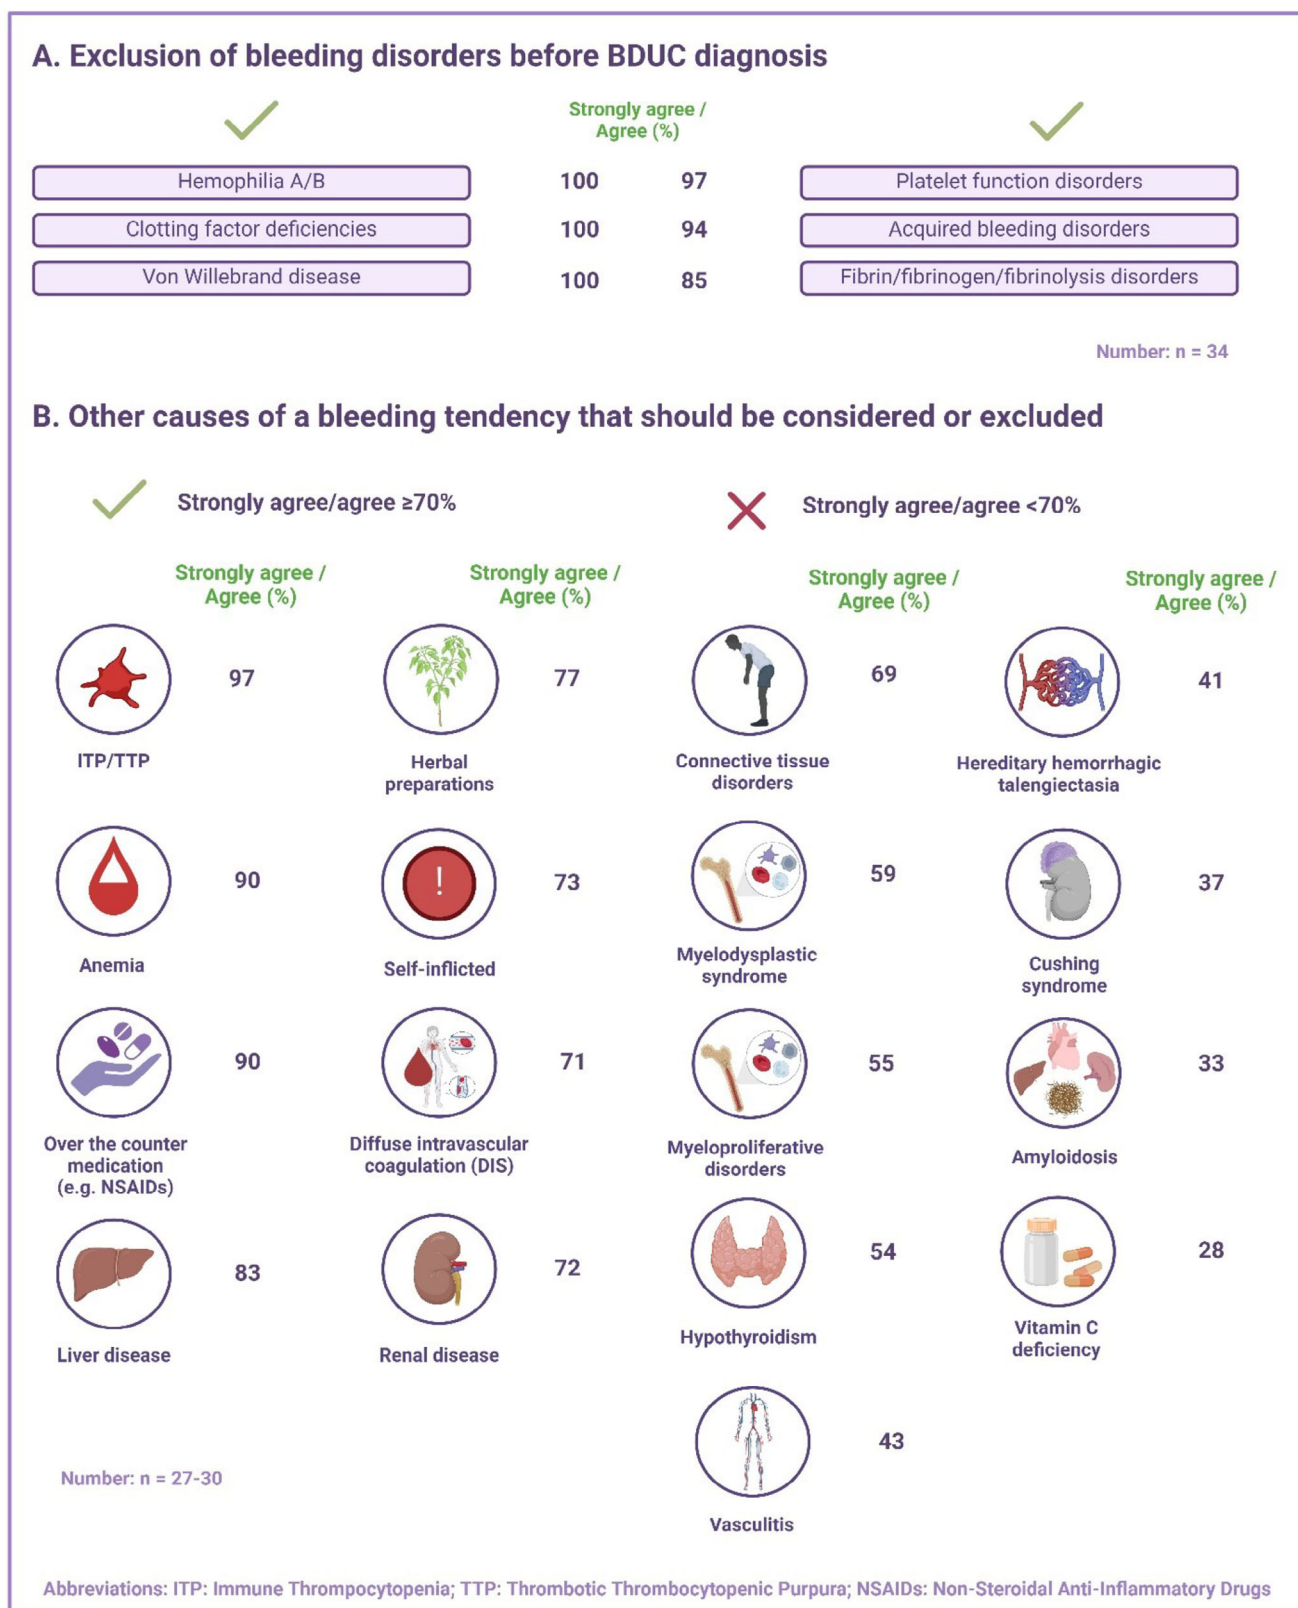 A. Exclusion of bleeding disorders before BDUC diagnosis
Strongly agree /
Agree (%)
Hemophilia A/B 100 97 Platelet function disorders
Clotting factor deficiencies 100 94 Acquired bleeding disorders
Von Willebrand disease 100 85 Fibrin/fibrinogen/fibrinolysis disorders
Number: n = 34
B. Other causes of a bleeding tendency that should be considered or excluded
Strongly agree/agree ≥70%
Strongly agree/agree <70%
Strongly agree /
Agree (%)
Strongly agree /
Agree (%)
Strongly agree /
Agree (%)
Strongly agree /
Agree (%)
97
ITP/TTP
77
Herbal
preparations
69
Connective tissue
disorders
41
Hereditary hemorrhagic
talengiectasia
90
Anemia
!
73
Self-inflicted
59
Myelodysplastic
syndrome
37
Cushing
syndrome
90
Over the counter
medication
(e.g. NSAIDs)
71
Diffuse intravascular
coagulation (DIS)
55
Myeloproliferative
disorders
33
Amyloidosis
83
Liver disease
72
Renal disease
54
Hypothyroidism
28
Vitamin C
deficiency
43
Vasculitis
Number: n = 27-30
Abbreviations: ITP: Immune Thrompocytopenia; TTP: Thrombotic Thrombocytopenic Purpura; NSAIDs: Non-Steroidal Anti-Inflammatory Drugs